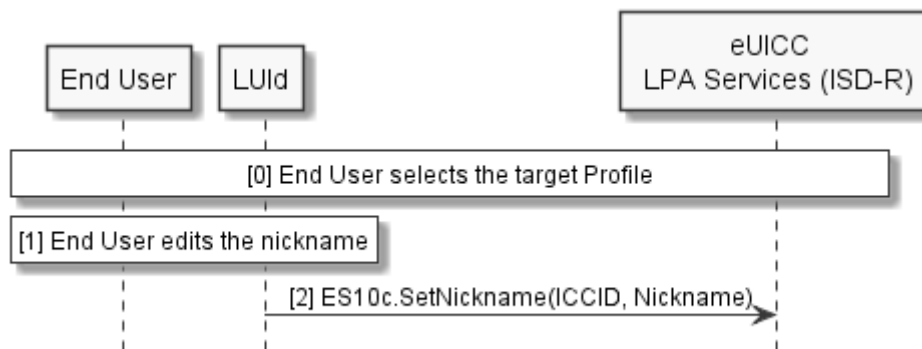 End User
LUId
eUICC
LPA Services (ISD-R)
[0] End User selects the target Profile
[1] End User edits the nickname
[2] ES10c.SetNickname(ICCID, Nickname)